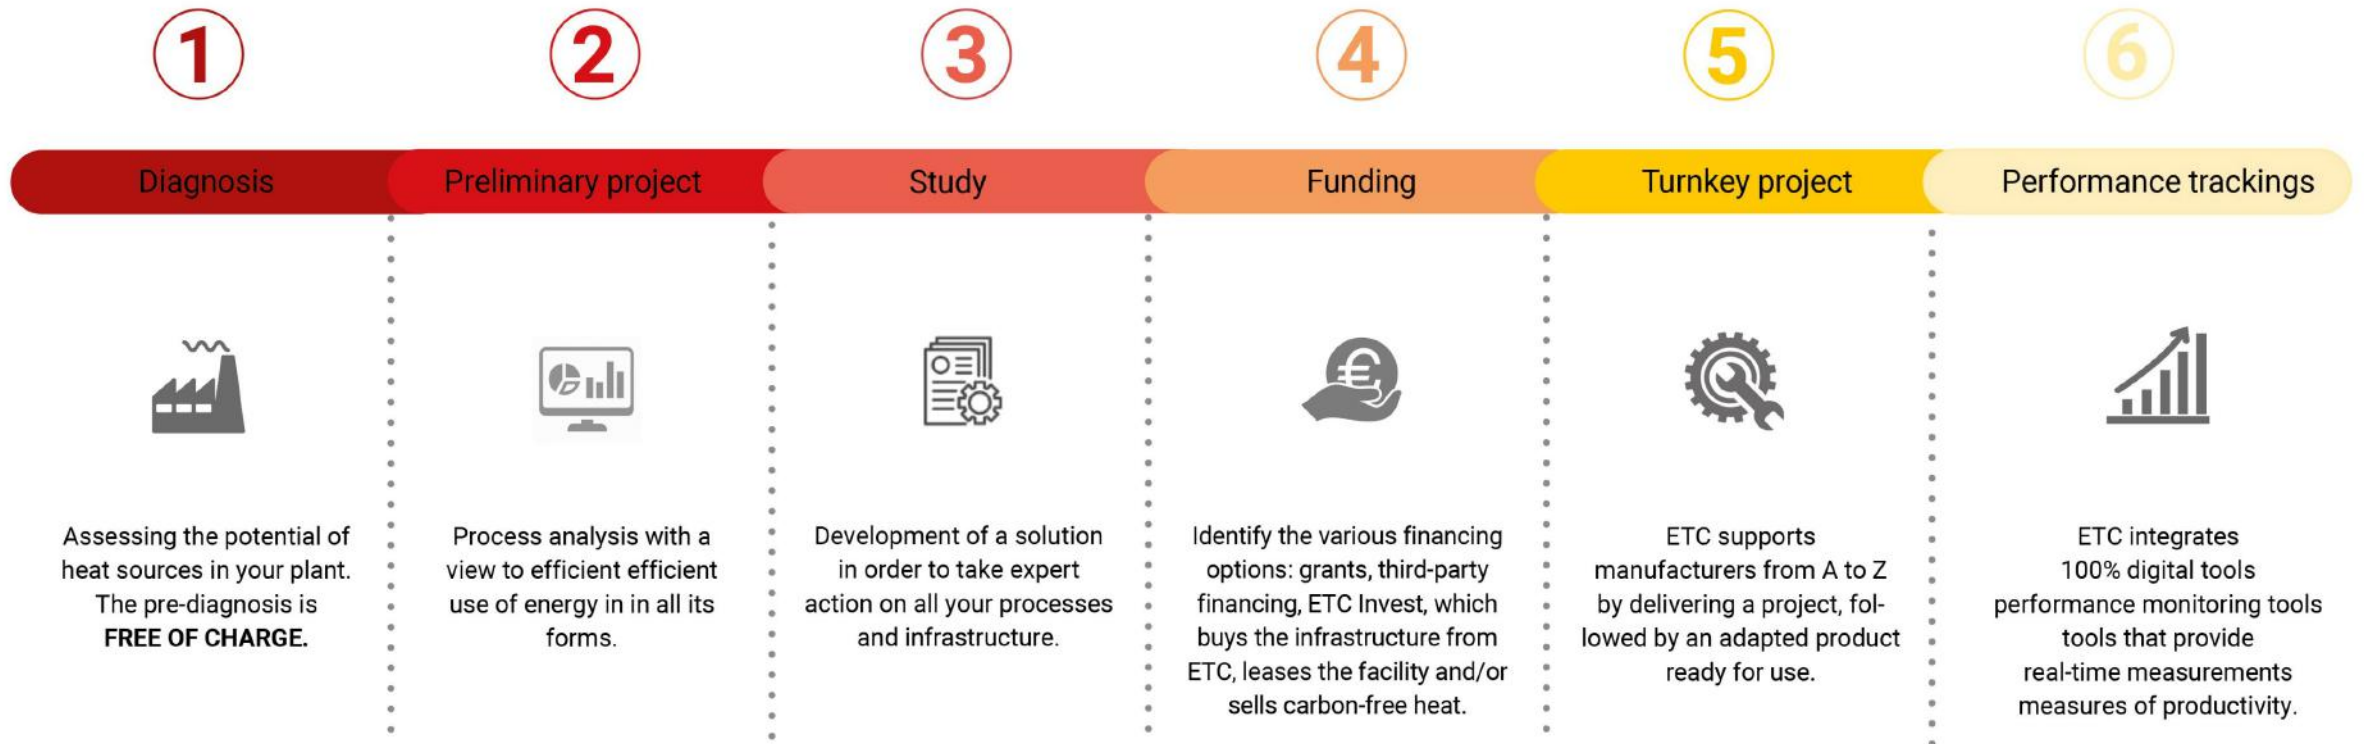 1
2
3
4
5
6
Diagnosis
Preliminary project
Study
Funding
Turnkey project
Performance trackings
Assessing the potential of
heat sources in your plant.
The pre-diagnosis is
FREE OF CHARGE.
Process analysis with a
view to efficient efficient
use of energy in in all its
forms.
Development of a solution
in order to take expert
action on all your processes
and infrastructure.
Identify the various financing
options: grants, third-party
financing, ETC Invest, which
buys the infrastructure from
ETC, leases the facility and/or
sells carbon-free heat.
ETC supports
manufacturers from A to Z
by delivering a project, fol-
lowed by an adapted product
ready for use.
ETC integrates
100% digital tools
performance monitoring tools
tools that provide
real-time measurements
measures of productivity.
€